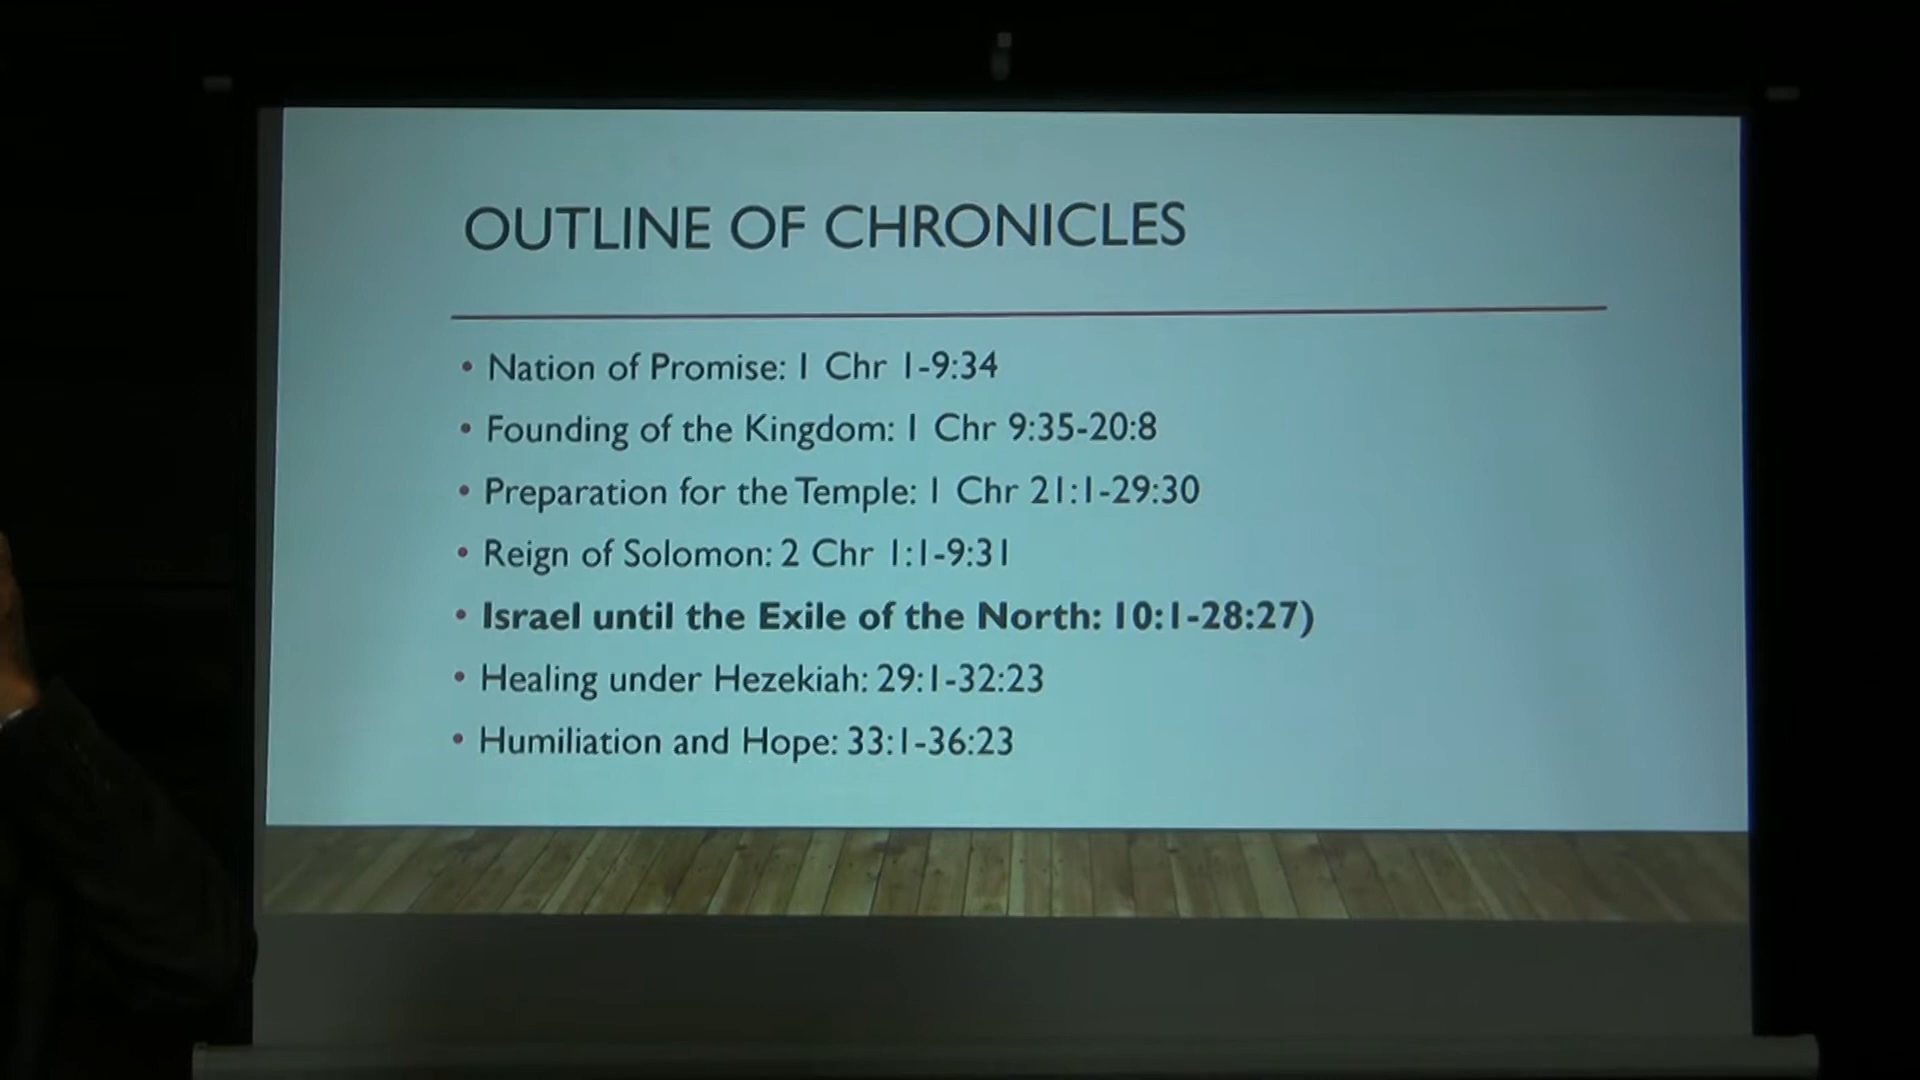 OUTLINE OF CHRONICLES
• Nation of Promise: 1 Chr 1-9:34
• Founding of the Kingdom: 1 Chr 9:35-20:8
• Preparation for the Temple: 1 Chr 21:1-29:30
• Reign of Solomon: 2 Chr 1:1-9:31
• Israel until the Exile of the North: 10:1-28:27)
• Healing under Hezekiah: 29:1-32:23
• Humiliation and Hope: 33:1-36:23